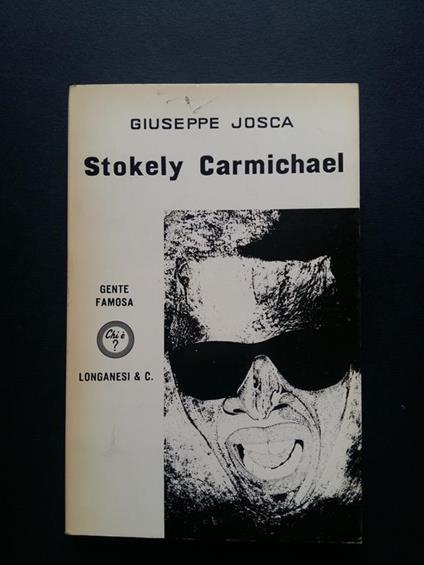 GIUSEPPE JOSCA
Stokely Carmichael
GENTE
FAMOSA
Chi è
?
LONGANESI & C.